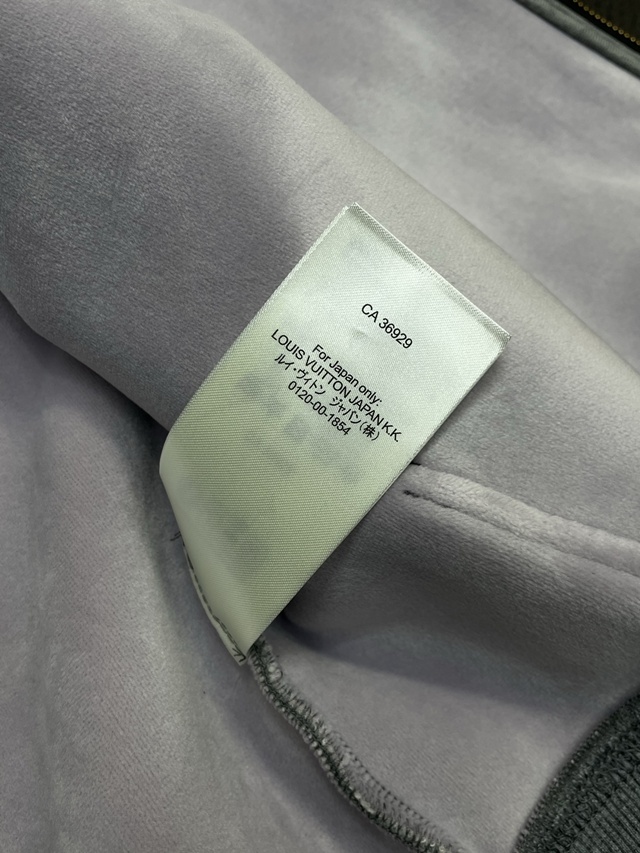 CA 36929
For Japan only:
LOUIS VUITTON JAPAN K.K.
ルイ・ヴィトン ジャパン(株)
0120-00-1854